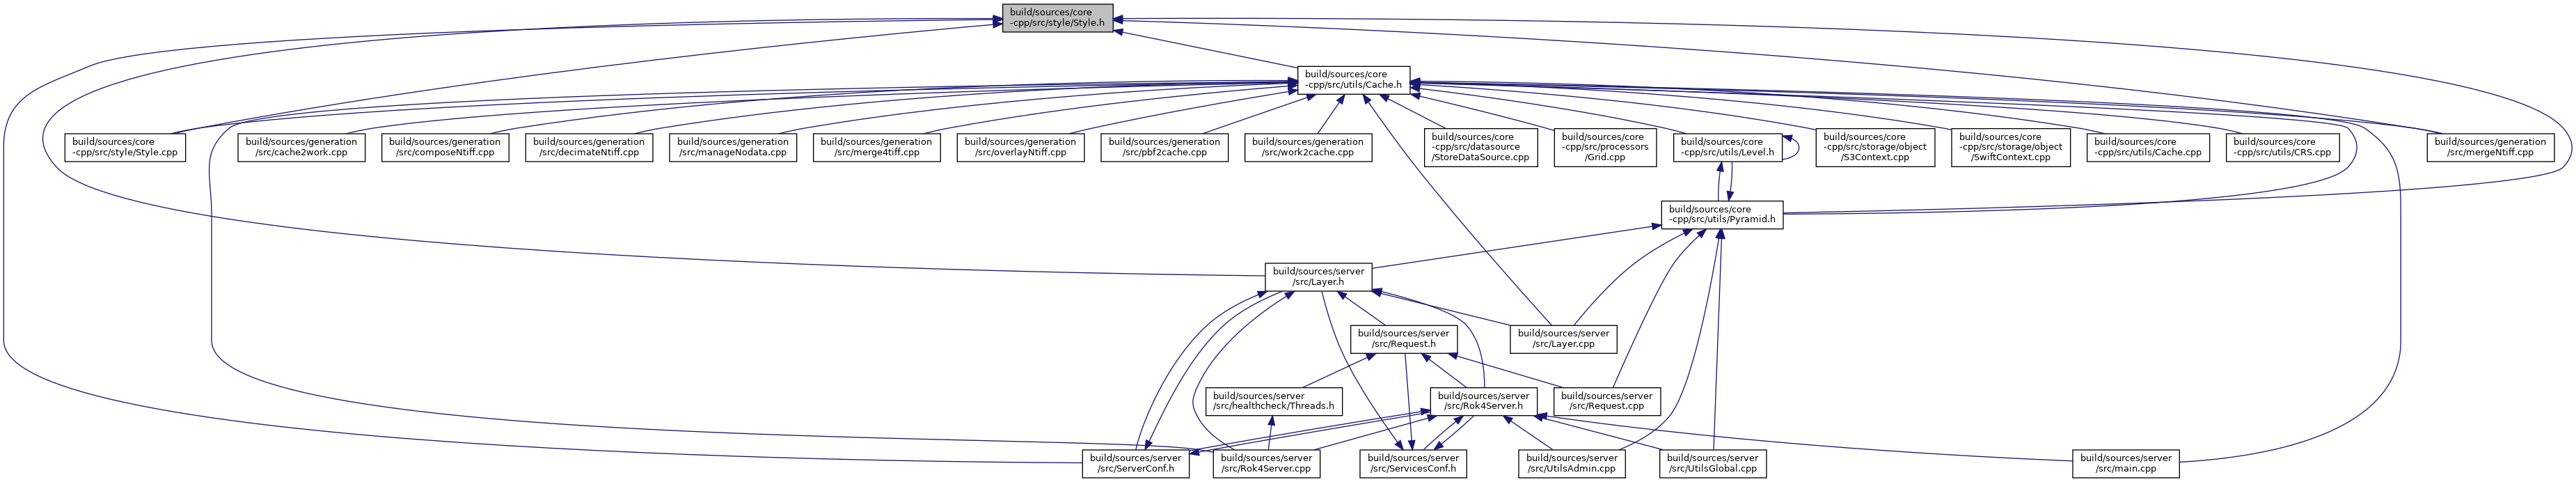 build/sources/core
-cpp/src/style/Style.h
build/sources/core
-cpp/src/utils/Cache.h
build/sources/core
-cpp/src/style/Style.cpp
build/sources/generation
/src/cache2work.cpp
build/sources/generation
/src/composeNtiff.cpp
build/sources/generation
/src/decimateNtiff.cpp
build/sources/generation
/src/manageNodata.cpp
build/sources/generation
/src/merge4tiff.cpp
build/sources/generation
/src/overlayNtiff.cpp
build/sources/generation
/src/pbf2cache.cpp
build/sources/generation
/src/work2cache.cpp
build/sources/core
-cpp/src/datasource
/StoreDataSource.cpp
build/sources/core
-cpp/src/processors
/Grid.cpp
build/sources/core
-cpp/src/utils/Level.h
build/sources/core
-cpp/src/storage/object
/S3Context.cpp
build/sources/core
-cpp/src/storage/object
/SwiftContext.cpp
build/sources/core
-cpp/src/utils/Cache.cpp
build/sources/core
-cpp/src/utils/CRS.cpp
build/sources/generation
/src/mergeNtiff.cpp
build/sources/core
-cpp/src/utils/Pyramid.h
build/sources/server
/src/Layer.h
build/sources/server
/src/Request.h
build/sources/server
/src/Layer.cpp
build/sources/server
/src/healthcheck/Threads.h
build/sources/server
/src/Rok4Server.h
build/sources/server
/src/Request.cpp
build/sources/server
/src/ServerConf.h
build/sources/server
/src/Rok4Server.cpp
build/sources/server
/src/ServicesConf.h
build/sources/server
/src/UtilsAdmin.cpp
build/sources/server
/src/UtilsGlobal.cpp
build/sources/server
/src/main.cpp